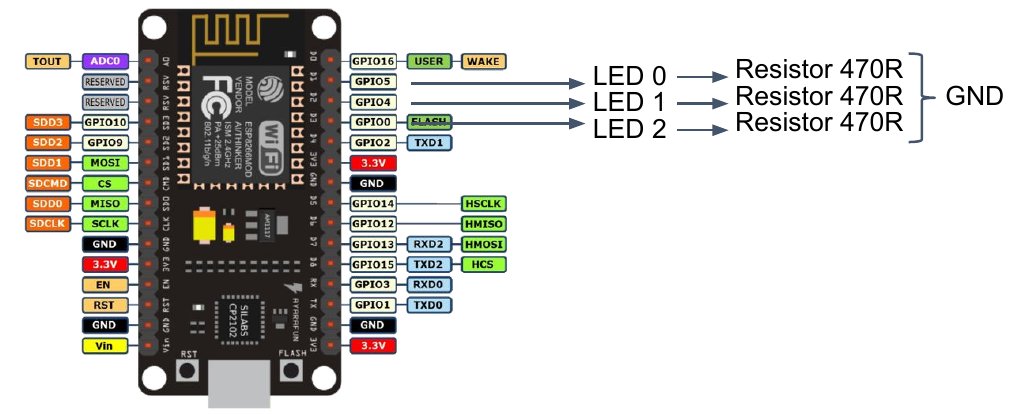 TOUT ADC0 A0 D0 GPIO16 USER WAKE
RESERVED RSV D1 GPIO5 LED 0 Resistor 470R
RESERVED RSV D2 GPIO4 LED 1 Resistor 470R GND
SDD3 GPIO10 SD3 D3 GPIO0 FLASH LED 2 Resistor 470R
SDD2 GPIO9 SD2 D4 GPIO2 TXD1
SDD1 MOSI SD1 3V3 3.3V
SDCMD CS CMD GND GND
SDD0 MISO SD0 D5 GPIO14 HSCLK
SDCLK SCLK CLK D6 GPIO12 HMISO
GND GND D7 GPIO13 RXD2 HMOSI
3.3V 3V3 D8 GPIO15 TXD2 HCS
EN EN RX GPIO3 RXD0
RST RST TX GPIO1 TXD0
GND GND GND GND
Vin Vin 3V3 3.3V
MODEL ESP8266MOD
VENDOR AI-THINKER
ISM 2.4GHz
PA +25dBm
802.11b/g/n
FC
Wi Fi
AM1117
SILABS
CP2102
AYARAFUN
RST FLASH